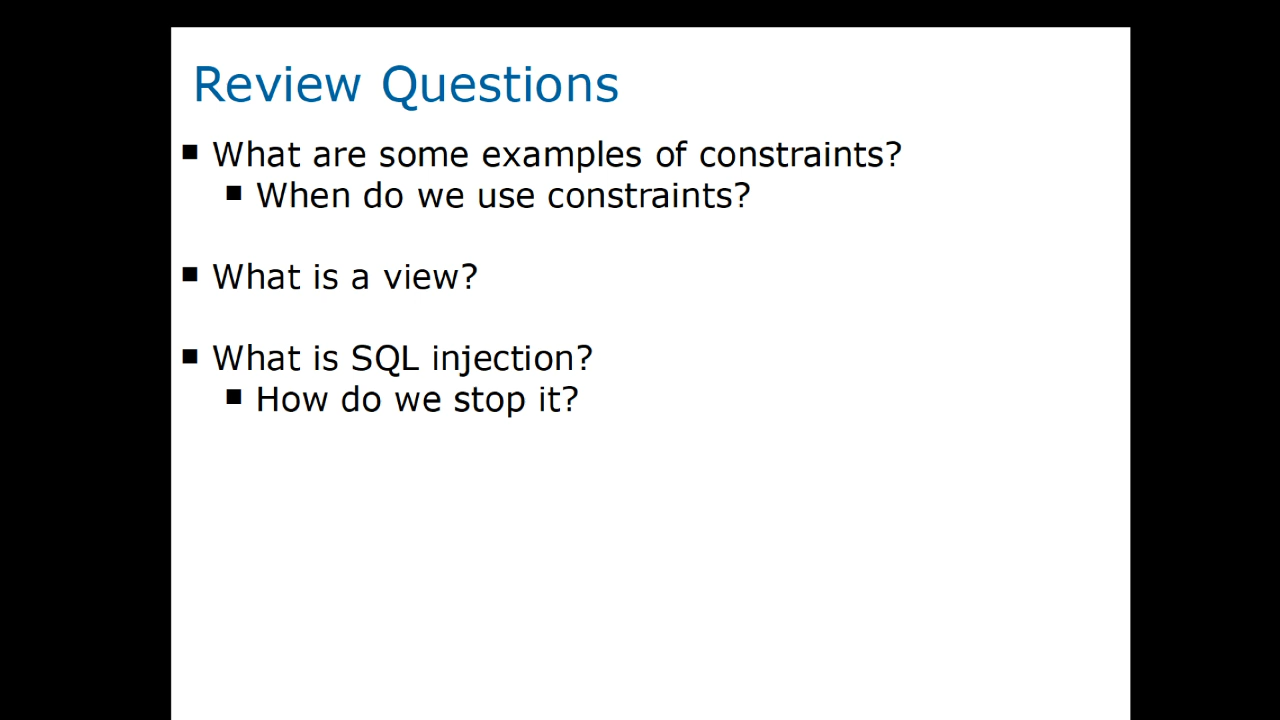 Review Questions
What are some examples of constraints?
When do we use constraints?
What is a view?
What is SQL injection?
How do we stop it?